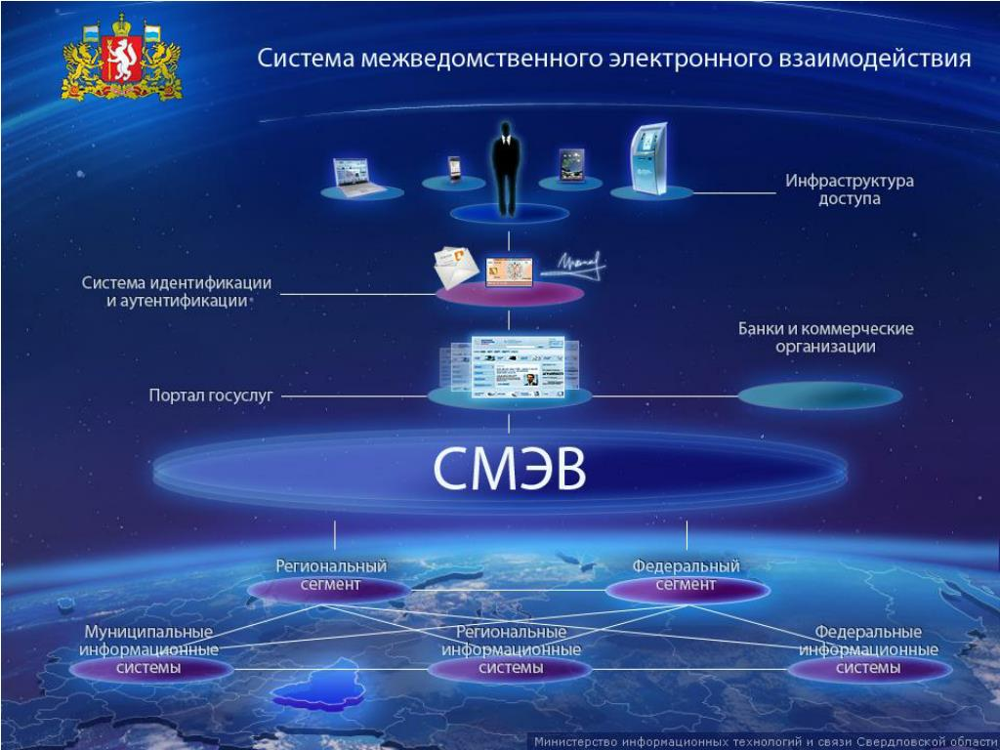 Система межведомственного электронного взаимодействия
Инфраструктура
доступа
Система идентификации
и аутентификации
Банки и коммерческие
организации
Портал госуслуг
СМЭВ
Региональный
сегмент
Федеральный
сегмент
Муниципальные
информационные
системы
Региональные
информационные
системы
Федеральные
информационные
системы
Министерство информационных технологий и связи Свердловской области